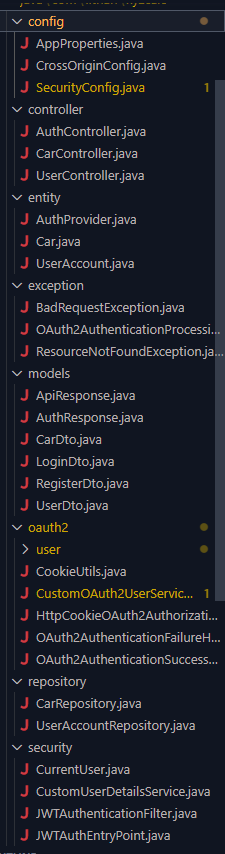 config
AppProperties.java
CrossOriginConfig.java
SecurityConfig.java 1
controller
AuthController.java
CarController.java
UserController.java
entity
AuthProvider.java
Car.java
UserAccount.java
exception
BadRequestException.java
OAuth2AuthenticationProcessi...
ResourceNotFoundException.ja...
models
ApiResponse.java
AuthResponse.java
CarDto.java
LoginDto.java
RegisterDto.java
UserDto.java
oauth2
user
CookieUtils.java
CustomOAuth2UserServic... 1
HttpCookieOAuth2Authorizati...
OAuth2AuthenticationFailureH...
OAuth2AuthenticationSuccess...
repository
CarRepository.java
UserAccountRepository.java
security
CurrentUser.java
CustomUserDetailsService.java
JWTAuthenticationFilter.java
JWTAuthEntryPoint.java